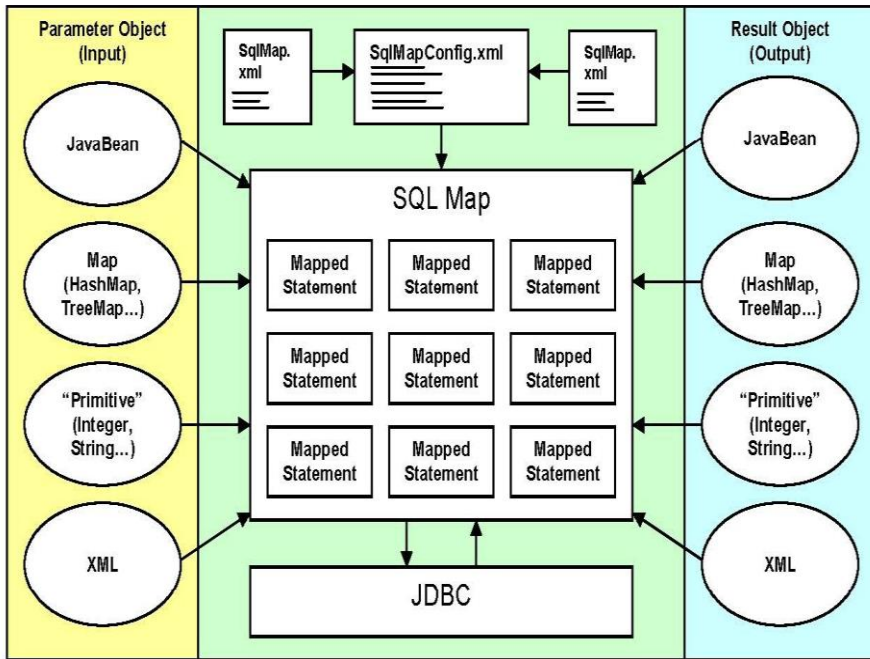 Parameter Object
(Input)
JavaBean
Map
(HashMap,
TreeMap...)
“Primitive”
(Integer,
String...)
XML
SqlMap.
xml
SqlMapConfig.xml
SqlMap.
xml
SQL Map
Mapped
Statement
Mapped
Statement
Mapped
Statement
Mapped
Statement
Mapped
Statement
Mapped
Statement
Mapped
Statement
Mapped
Statement
Mapped
Statement
JDBC
Result Object
(Output)
JavaBean
Map
(HashMap,
TreeMap...)
“Primitive”
(Integer,
String...)
XML